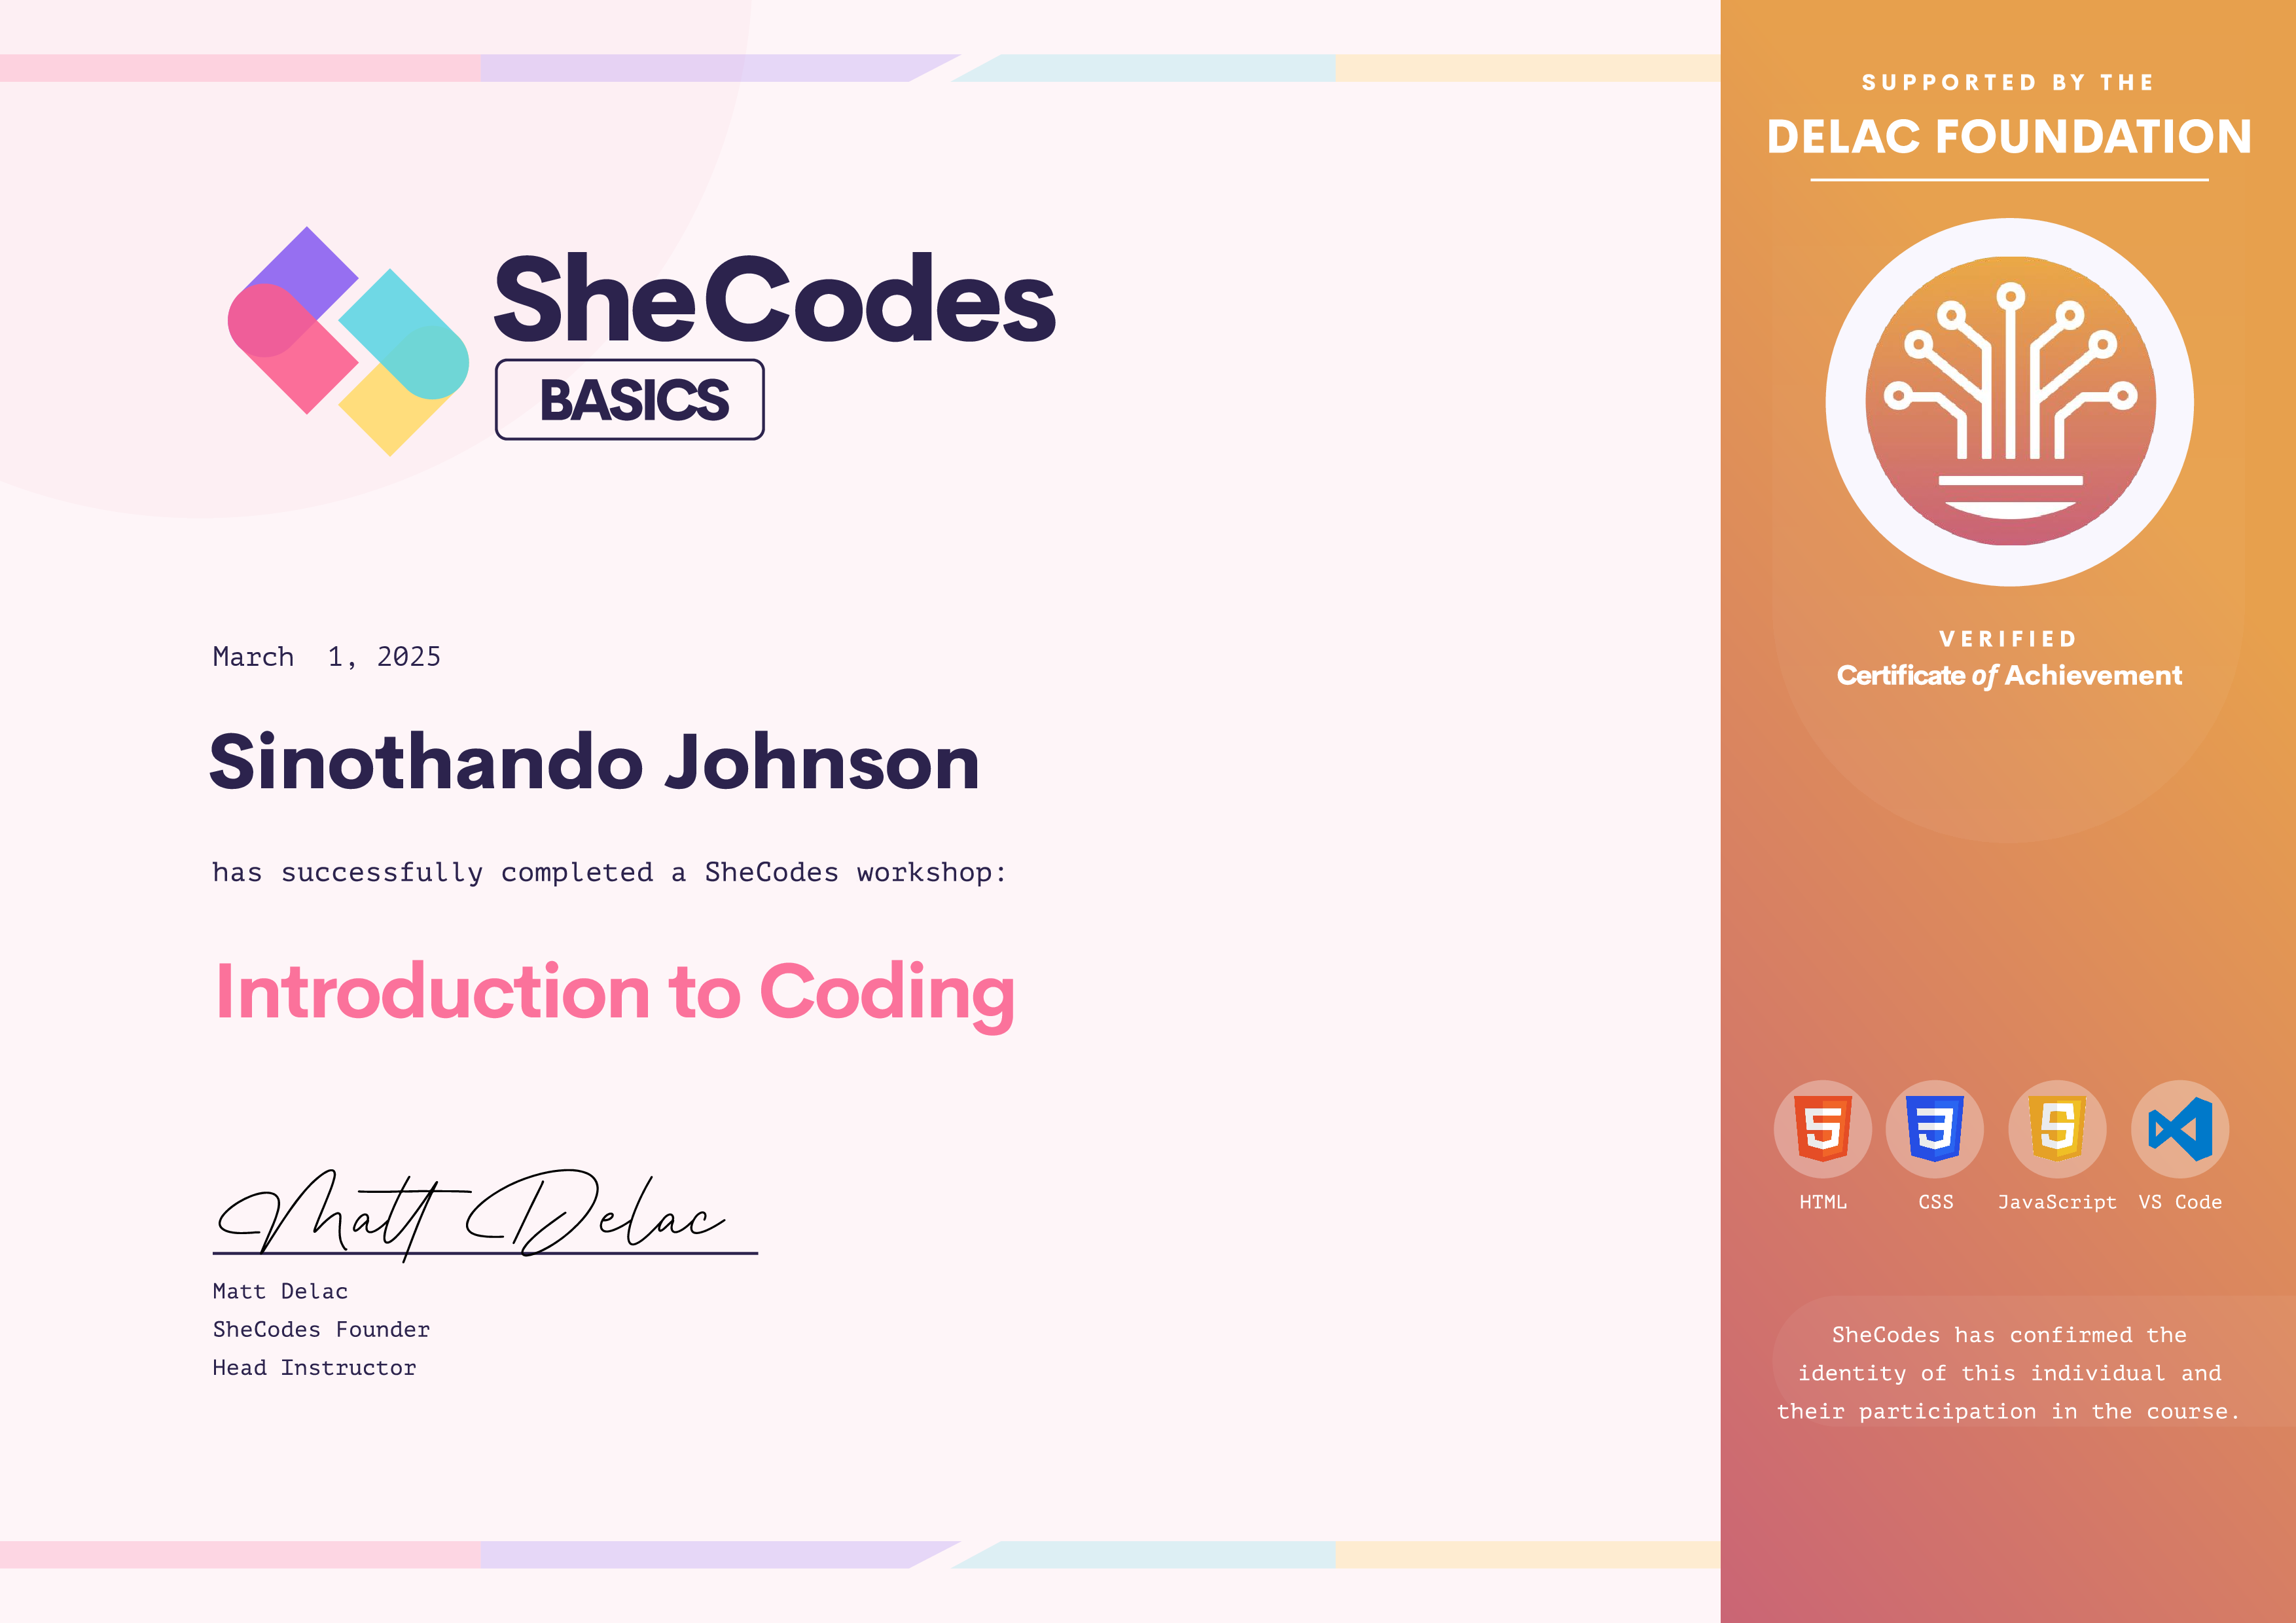 SheCodes
BASICS
March  1, 2025
Sinothando Johnson
has successfully completed a SheCodes workshop:
Introduction to Coding
Matt Delac
Matt Delac
SheCodes Founder
Head Instructor
SUPPORTED BY THE
DELAC FOUNDATION
VERIFIED
Certificate of Achievement
HTML CSS JavaScript VS Code
SheCodes has confirmed the
identity of this individual and
their participation in the course.